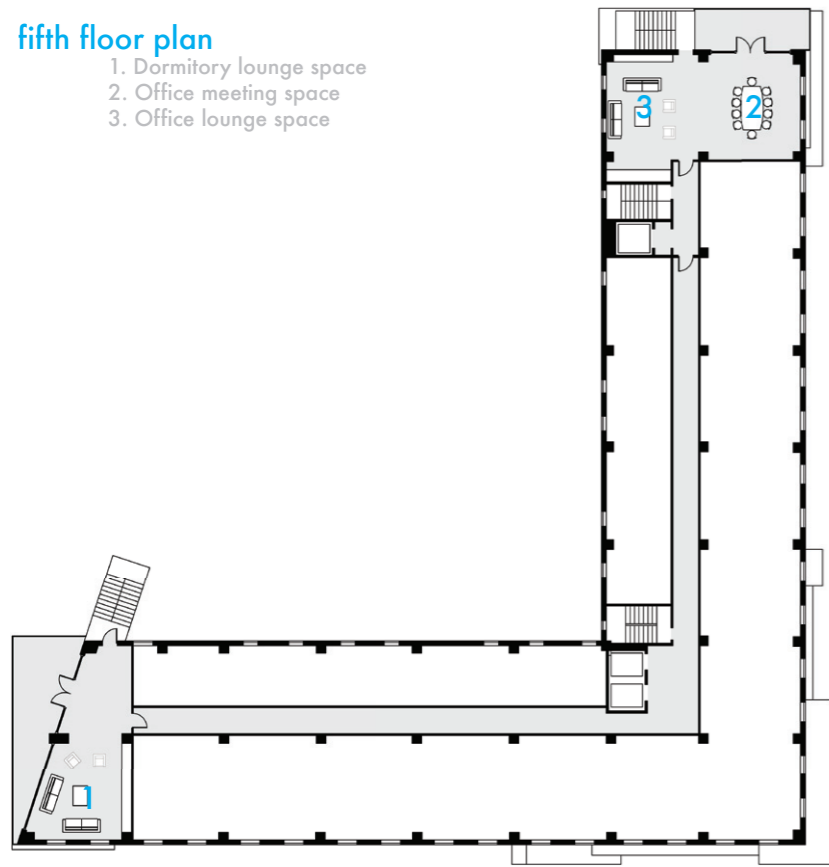 fifth floor plan
1. Dormitory lounge space
2. Office meeting space
3. Office lounge space
3
2
1